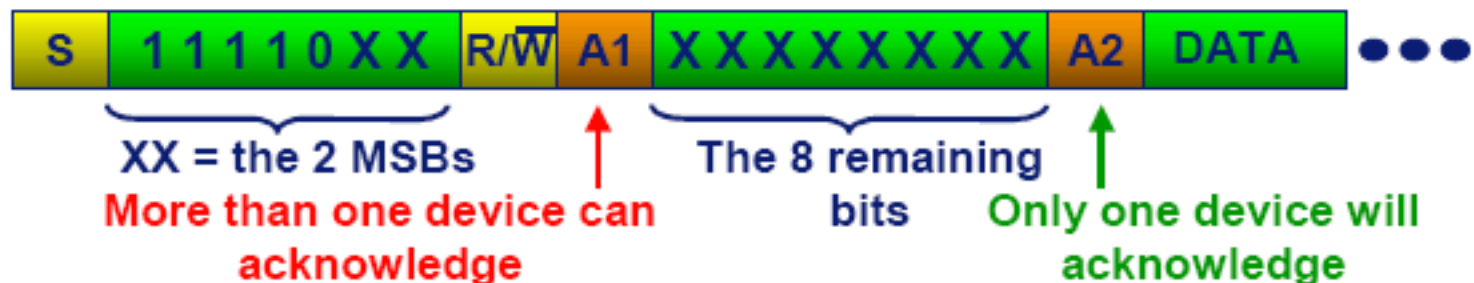 S 1 1 1 1 0 X X R/W̅ A1 X X X X X X X X A2 DATA
XX = the 2 MSBs
The 8 remaining
bits
More than one device can
acknowledge
Only one device will
acknowledge